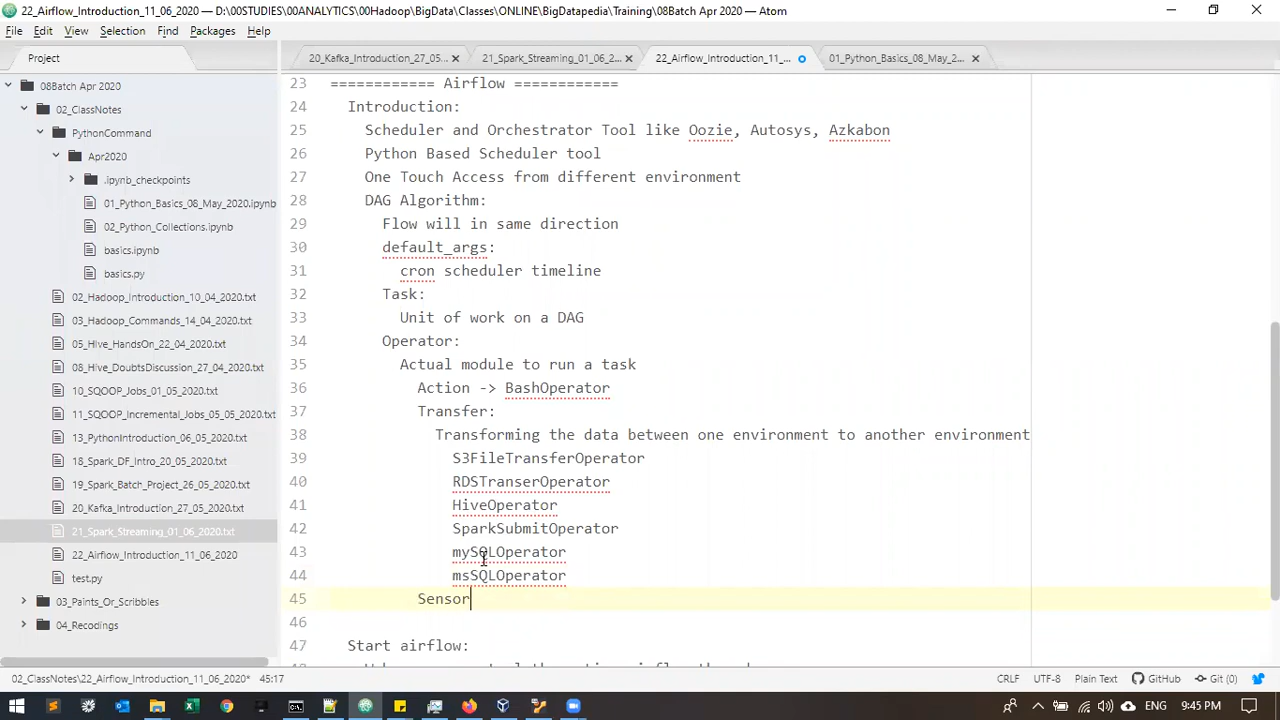 22_Airflow_Introduction_11_06_2020 — D:\00STUDIES\00ANALYTICS\00Hadoop\BigData\Classes\ONLINE\BigDatapedia\Training\08Batch Apr 2020 — Atom
File Edit View Selection Find Packages Help
Project
20_Kafka_Introduction_27_05... 21_Spark_Streaming_01_06_2... 22_Airflow_Introduction_11_... 01_Python_Basics_08_May_2...
08Batch Apr 2020
02_ClassNotes
PythonCommand
Apr2020
.ipynb_checkpoints
01_Python_Basics_08_May_2020.ipynb
02_Python_Collections.ipynb
basics.ipynb
basics.py
02_Hadoop_Introduction_10_04_2020.txt
03_Hadoop_Commands_14_04_2020.txt
05_Hive_HandsOn_22_04_2020.txt
08_Hive_DoubtsDiscussion_27_04_2020.txt
10_SQOOP_Jobs_01_05_2020.txt
11_SQOOP_Incremental_Jobs_05_05_2020.txt
13_PythonIntroduction_06_05_2020.txt
18_Spark_DF_Intro_20_05_2020.txt
19_Spark_Batch_Project_26_05_2020.txt
20_Kafka_Introduction_27_05_2020.txt
21_Spark_Streaming_01_06_2020.txt
22_Airflow_Introduction_11_06_2020
test.py
03_Paints_Or_Scribbles
04_Recodings
23 ============ Airflow ============
24 Introduction:
25 Scheduler and Orchestrator Tool like Oozie, Autosys, Azkabon
26 Python Based Scheduler tool
27 One Touch Access from different environment
28 DAG Algorithm:
29 Flow will in same direction
30 default_args:
31 cron scheduler timeline
32 Task:
33 Unit of work on a DAG
34 Operator:
35 Actual module to run a task
36 Action -> BashOperator
37 Transfer:
38 Transforming the data between one environment to another environment
39 S3FileTransferOperator
40 RDSTranserOperator
41 HiveOperator
42 SparkSubmitOperator
43 mySQLOperator
44 msSQLOperator
45 Sensor
46
47 Start airflow:
02_ClassNotes\22_Airflow_Introduction_11_06_2020* 45:17 CRLF UTF-8 Plain Text GitHub Git (0)
9:45 PM